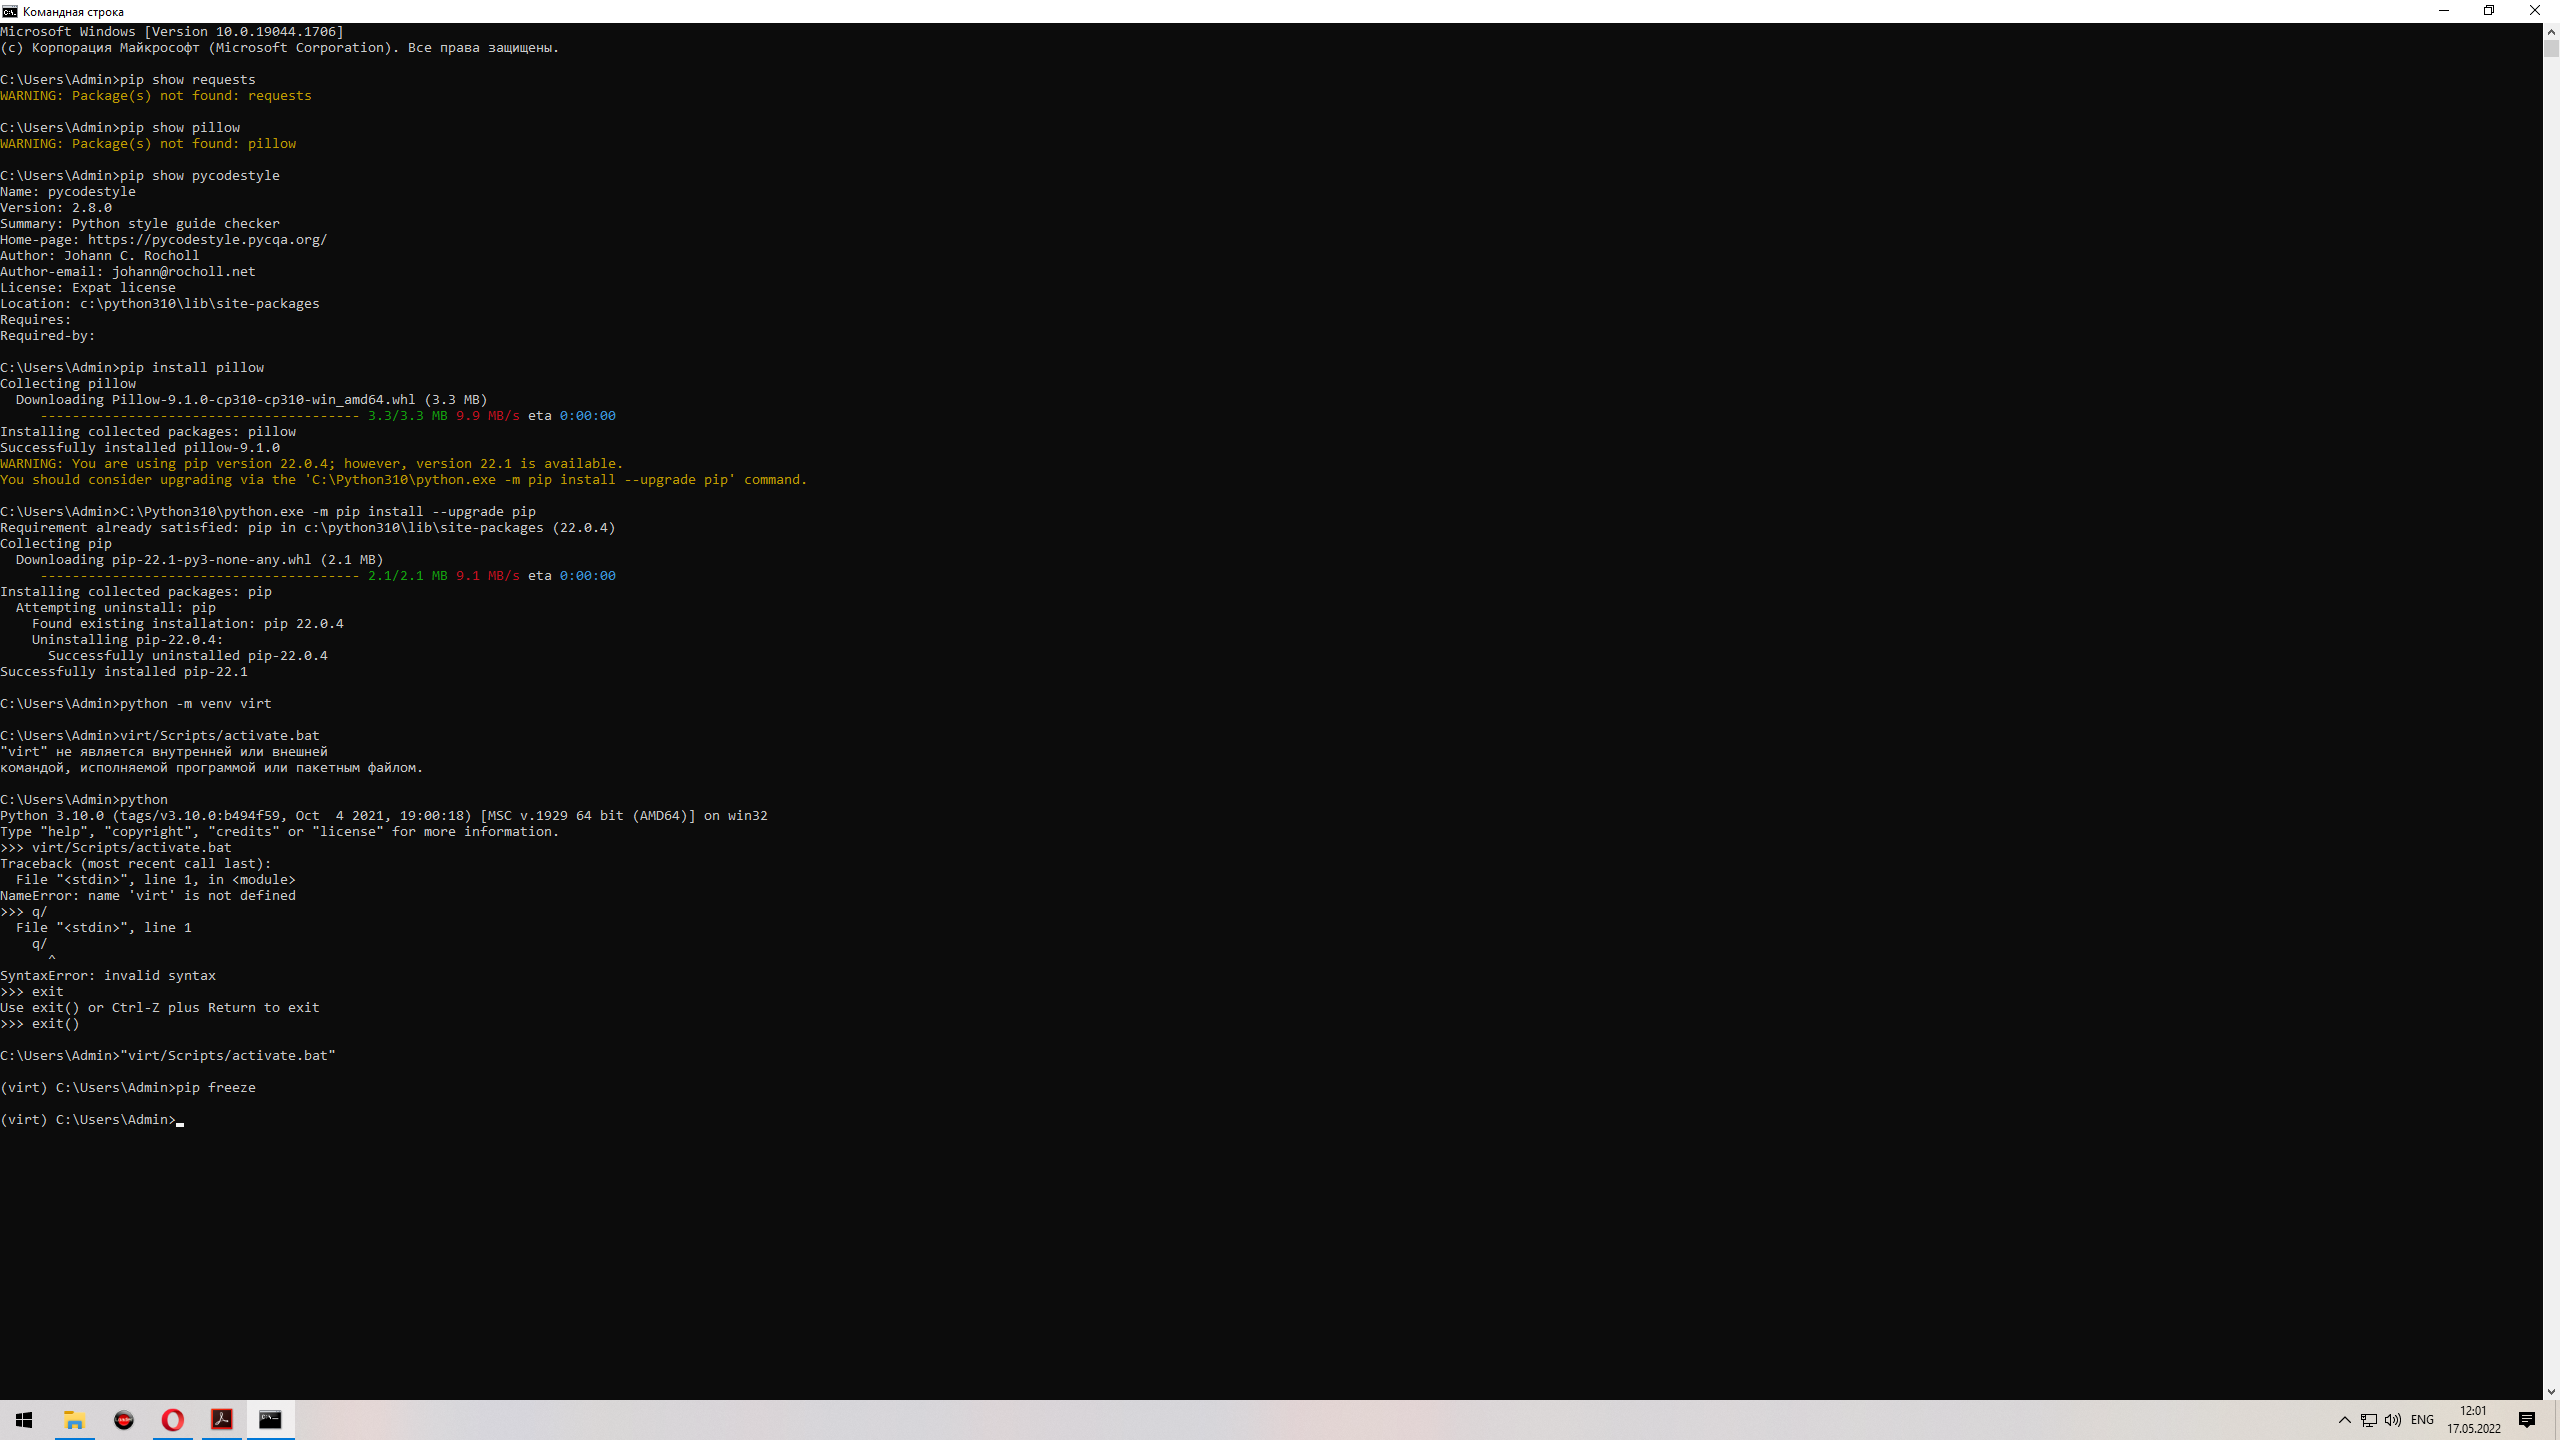 Командная строка
Microsoft Windows [Version 10.0.19044.1706]
(c) Корпорация Майкрософт (Microsoft Corporation). Все права защищены.
C:\Users\Admin>pip show requests
WARNING: Package(s) not found: requests
C:\Users\Admin>pip show pillow
WARNING: Package(s) not found: pillow
C:\Users\Admin>pip show pycodestyle
Name: pycodestyle
Version: 2.8.0
Summary: Python style guide checker
Home-page: https://pycodestyle.pycqa.org/
Author: Johann C. Rocholl
Author-email: johann@rocholl.net
License: Expat license
Location: c:\python310\lib\site-packages
Requires:
Required-by:
C:\Users\Admin>pip install pillow
Collecting pillow
  Downloading Pillow-9.1.0-cp310-cp310-win_amd64.whl (3.3 MB)
     ---------------------------------------- 3.3/3.3 MB 9.9 MB/s eta 0:00:00
Installing collected packages: pillow
Successfully installed pillow-9.1.0
WARNING: You are using pip version 22.0.4; however, version 22.1 is available.
You should consider upgrading via the 'C:\Python310\python.exe -m pip install --upgrade pip' command.
C:\Users\Admin>C:\Python310\python.exe -m pip install --upgrade pip
Requirement already satisfied: pip in c:\python310\lib\site-packages (22.0.4)
Collecting pip
  Downloading pip-22.1-py3-none-any.whl (2.1 MB)
     ---------------------------------------- 2.1/2.1 MB 9.1 MB/s eta 0:00:00
Installing collected packages: pip
  Attempting uninstall: pip
    Found existing installation: pip 22.0.4
    Uninstalling pip-22.0.4:
      Successfully uninstalled pip-22.0.4
Successfully installed pip-22.1
C:\Users\Admin>python -m venv virt
C:\Users\Admin>virt/Scripts/activate.bat
"virt" не является внутренней или внешней
командой, исполняемой программой или пакетным файлом.
C:\Users\Admin>python
Python 3.10.0 (tags/v3.10.0:b494f59, Oct  4 2021, 19:00:18) [MSC v.1929 64 bit (AMD64)] on win32
Type "help", "copyright", "credits" or "license" for more information.
>>> virt/Scripts/activate.bat
Traceback (most recent call last):
  File "<stdin>", line 1, in <module>
NameError: name 'virt' is not defined
>>> q/
  File "<stdin>", line 1
    q/
      ^
SyntaxError: invalid syntax
>>> exit
Use exit() or Ctrl-Z plus Return to exit
>>> exit()
C:\Users\Admin>"virt/Scripts/activate.bat"
(virt) C:\Users\Admin>pip freeze
(virt) C:\Users\Admin>
ENG
12:01
17.05.2022